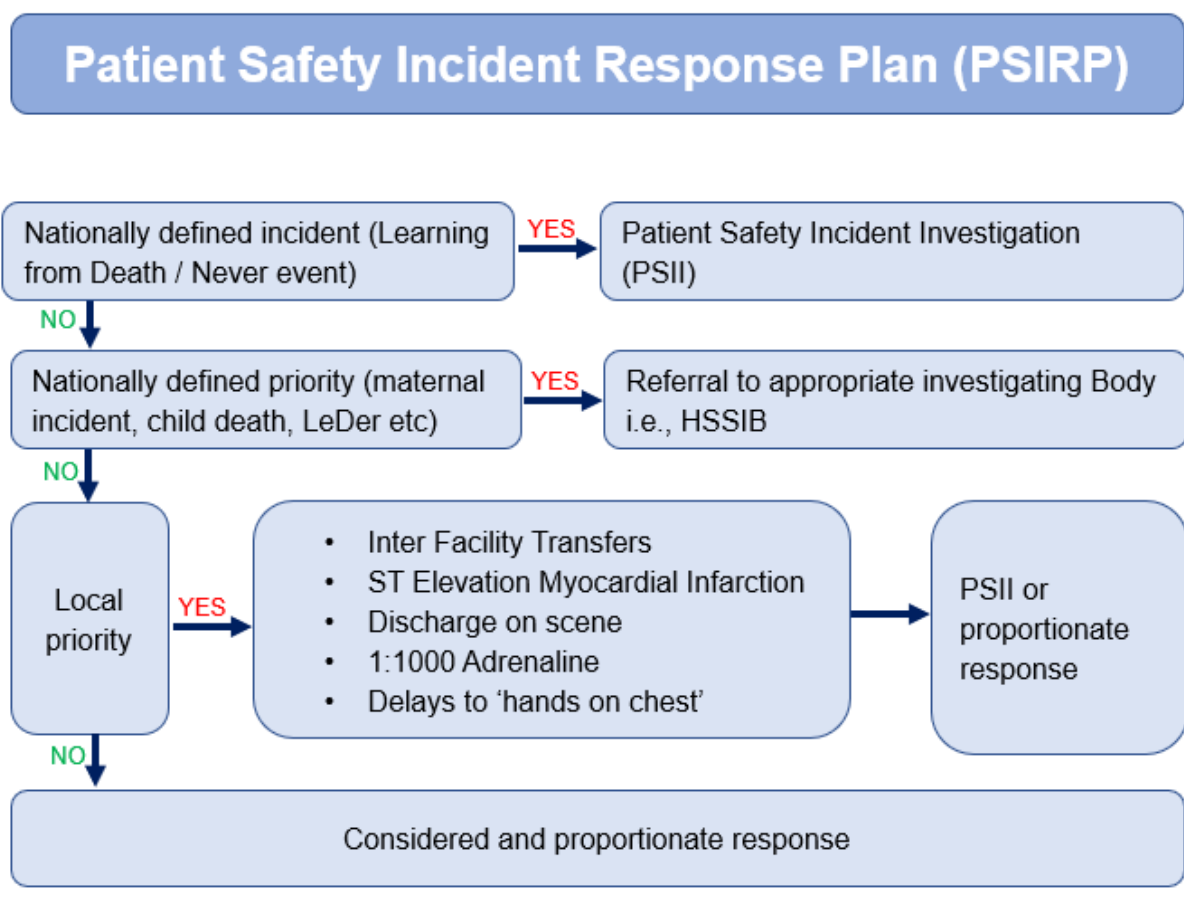 Patient Safety Incident Response Plan (PSIRP)
Nationally defined incident (Learning
from Death / Never event)
YES
Patient Safety Incident Investigation
(PSII)
NO
Nationally defined priority (maternal
incident, child death, LeDer etc)
YES
Referral to appropriate investigating Body
i.e., HSSIB
NO
Local
priority
YES
• Inter Facility Transfers
• ST Elevation Myocardial Infarction
• Discharge on scene
• 1:1000 Adrenaline
• Delays to ‘hands on chest’
PSII or
proportionate
response
NO
Considered and proportionate response